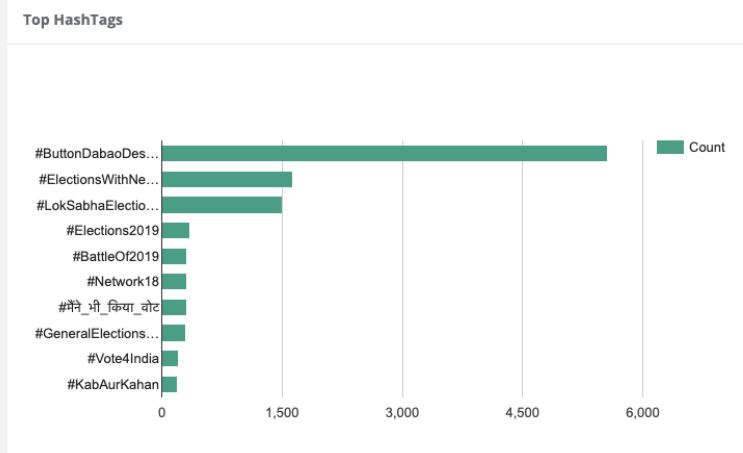 Top HashTags
#ButtonDabaoDes...
Count
#ElectionsWithNe...
#LokSabhaElectio...
#Elections2019
#BattleOf2019
#Network18
#मैंने_भी_किया_वोट
#GeneralElections...
#Vote4India
#KabAurKahan
0 1,500 3,000 4,500 6,000